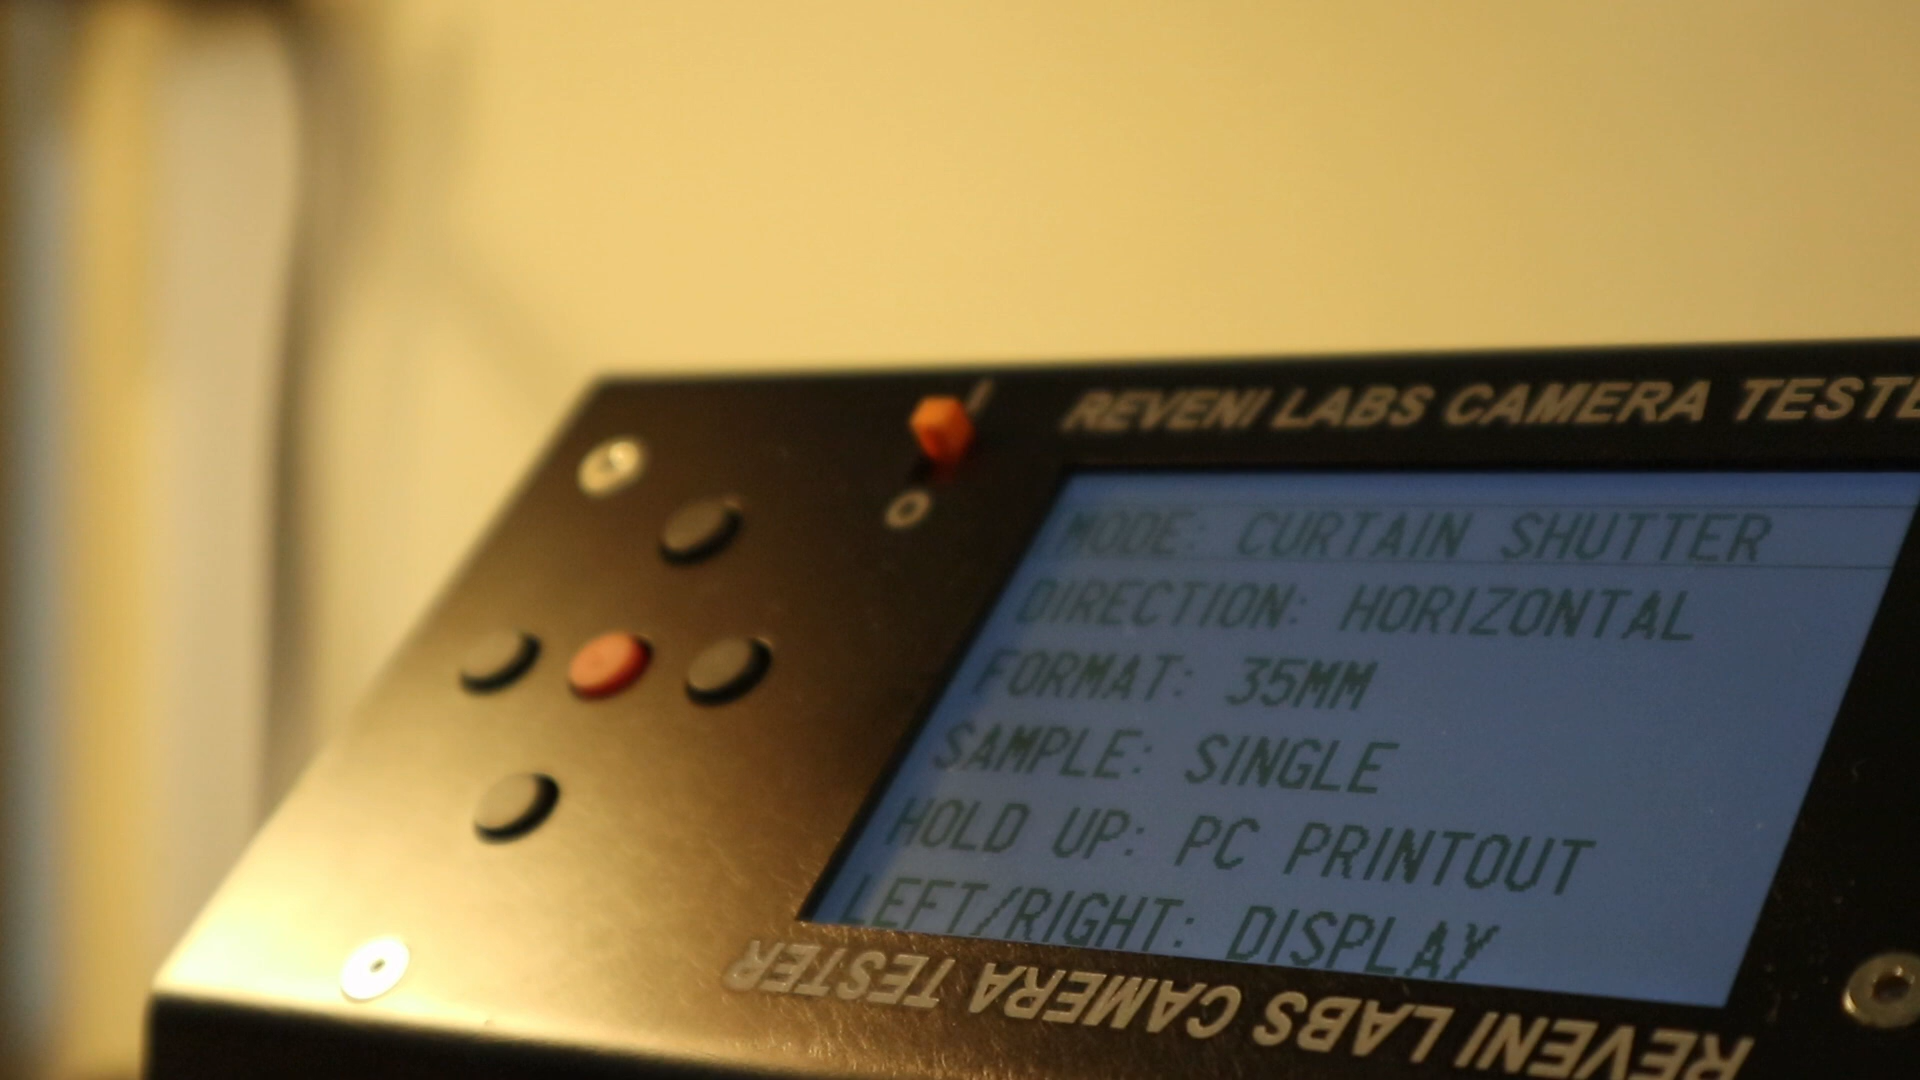 REVENI LABS CAMERA TESTE
MODE: CURTAIN SHUTTER
DIRECTION: HORIZONTAL
FORMAT: 35MM
SAMPLE: SINGLE
HOLD UP: PC PRINTOUT
LEFT/RIGHT: DISPLAY
REVENI LABS CAMERA TESTER